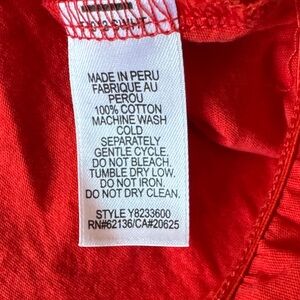 MADE IN PERU
FABRIQUE AU
PEROU
100% COTTON
MACHINE WASH
COLD
SEPARATELY
GENTLE CYCLE.
DO NOT BLEACH.
TUMBLE DRY LOW.
DO NOT IRON.
DO NOT DRY CLEAN.
STYLE Y8233600
RN#62136/CA#20625